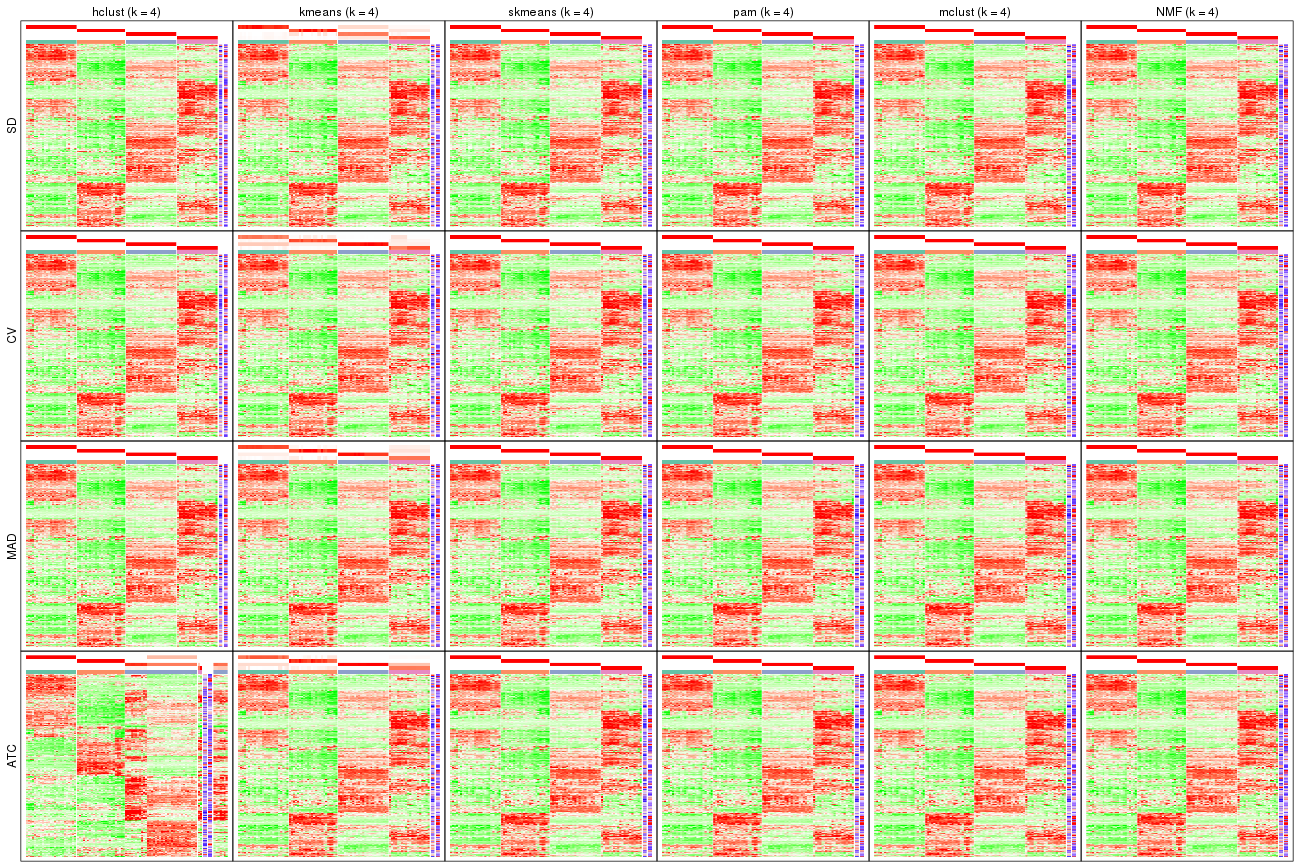 hclust (k = 4)
kmeans (k = 4)
skmeans (k = 4)
pam (k = 4)
mclust (k = 4)
NMF (k = 4)
SD
CV
MAD
ATC